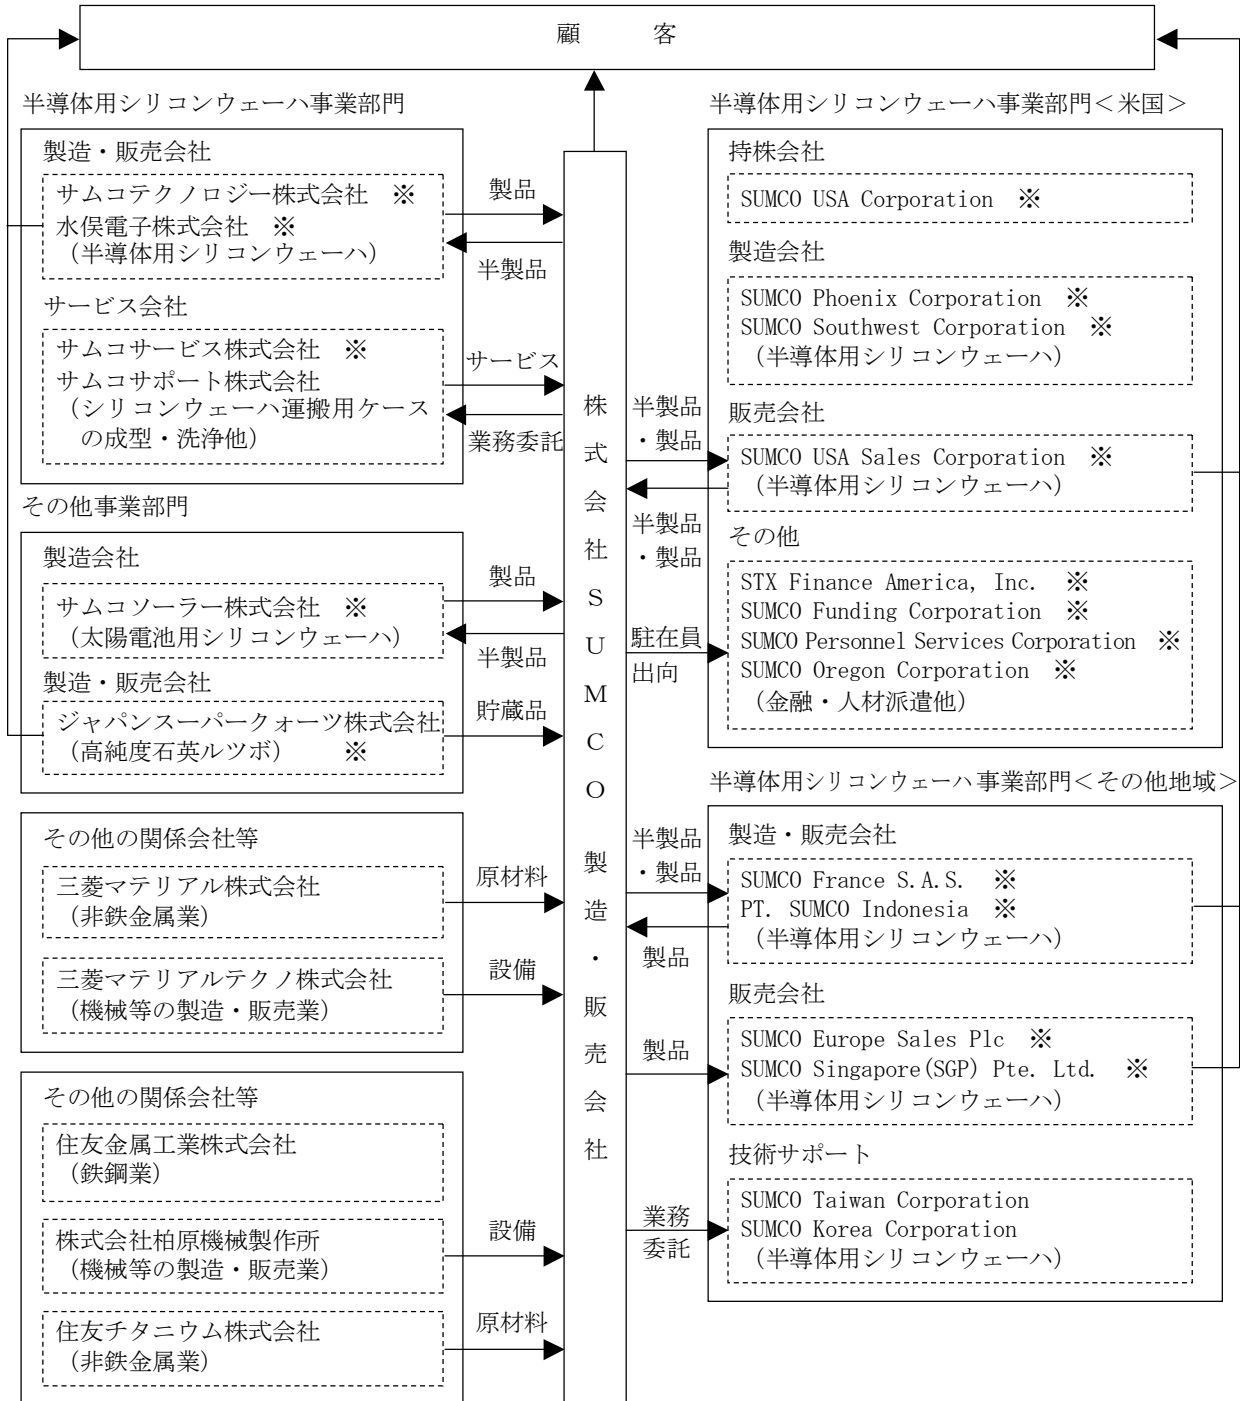 顧　客
半導体用シリコンウェーハ事業部門
製造・販売会社
サムコテクノロジー株式会社　※
水俣電子株式会社　※
（半導体用シリコンウェーハ）
サービス会社
サムコサービス株式会社　※
サムコサポート株式会社
（シリコンウェーハ運搬用ケース
の成型・洗浄他）
製品
半製品
サービス
業務委託
その他事業部門
製造会社
サムコソーラー株式会社　※
（太陽電池用シリコンウェーハ）
製造・販売会社
ジャパンスーパークォーツ株式会社
（高純度石英ルツボ）　※
製品
半製品
貯蔵品
その他の関係会社等
三菱マテリアル株式会社
（非鉄金属業）
三菱マテリアルテクノ株式会社
（機械等の製造・販売業）
原材料
設備
その他の関係会社等
住友金属工業株式会社
（鉄鋼業）
株式会社柏原機械製作所
（機械等の製造・販売業）
住友チタニウム株式会社
（非鉄金属業）
設備
原材料
株式会社ＳＵＭＣＯ　製造・販売会社
半導体用シリコンウェーハ事業部門＜米国＞
持株会社
SUMCO USA Corporation　※
製造会社
SUMCO Phoenix Corporation　※
SUMCO Southwest Corporation　※
（半導体用シリコンウェーハ）
販売会社
SUMCO USA Sales Corporation　※
（半導体用シリコンウェーハ）
その他
STX Finance America, Inc.　※
SUMCO Funding Corporation　※
SUMCO Personnel Services Corporation　※
SUMCO Oregon Corporation　※
（金融・人材派遣他）
半製品
・製品
半製品
・製品
駐在員
出向
半導体用シリコンウェーハ事業部門＜その他地域＞
製造・販売会社
SUMCO France S.A.S.　※
PT. SUMCO Indonesia　※
（半導体用シリコンウェーハ）
販売会社
SUMCO Europe Sales Plc　※
SUMCO Singapore(SGP) Pte. Ltd.　※
（半導体用シリコンウェーハ）
技術サポート
SUMCO Taiwan Corporation
SUMCO Korea Corporation
（半導体用シリコンウェーハ）
半製品
・製品
製品
製品
業務
委託